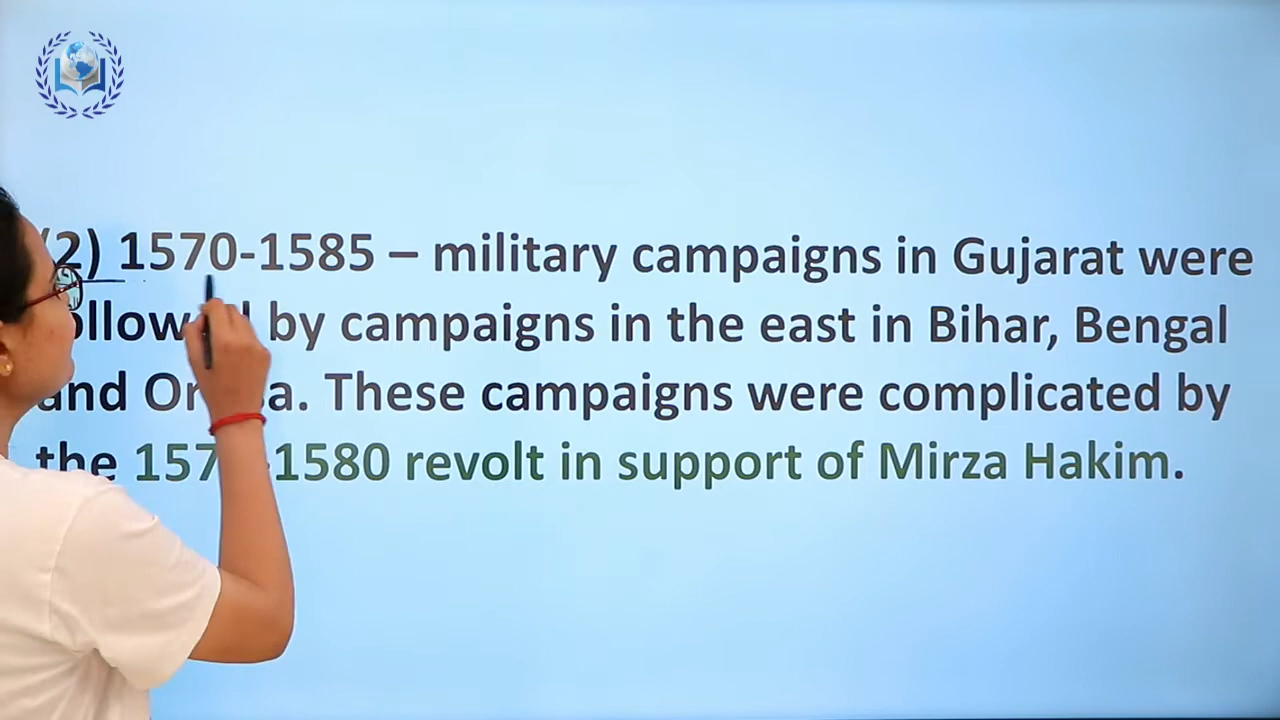 (2) 1570-1585 – military campaigns in Gujarat were
by campaigns in the east in Bihar, Bengal
and These campaigns were complicated by
the 1580 revolt in support of Mirza Hakim.